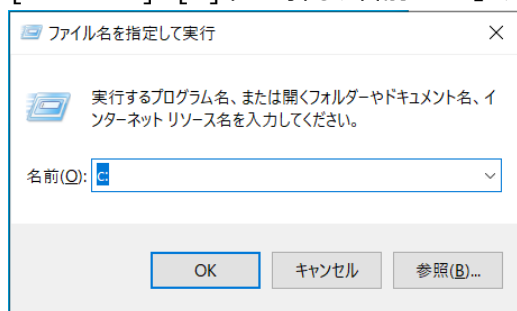 ファイル名を指定して実行
実行するプログラム名、または開くフォルダーやドキュメント名、イ
ンターネット リソース名を入力してください。
名前(O): c:
OK キャンセル 参照(B)...